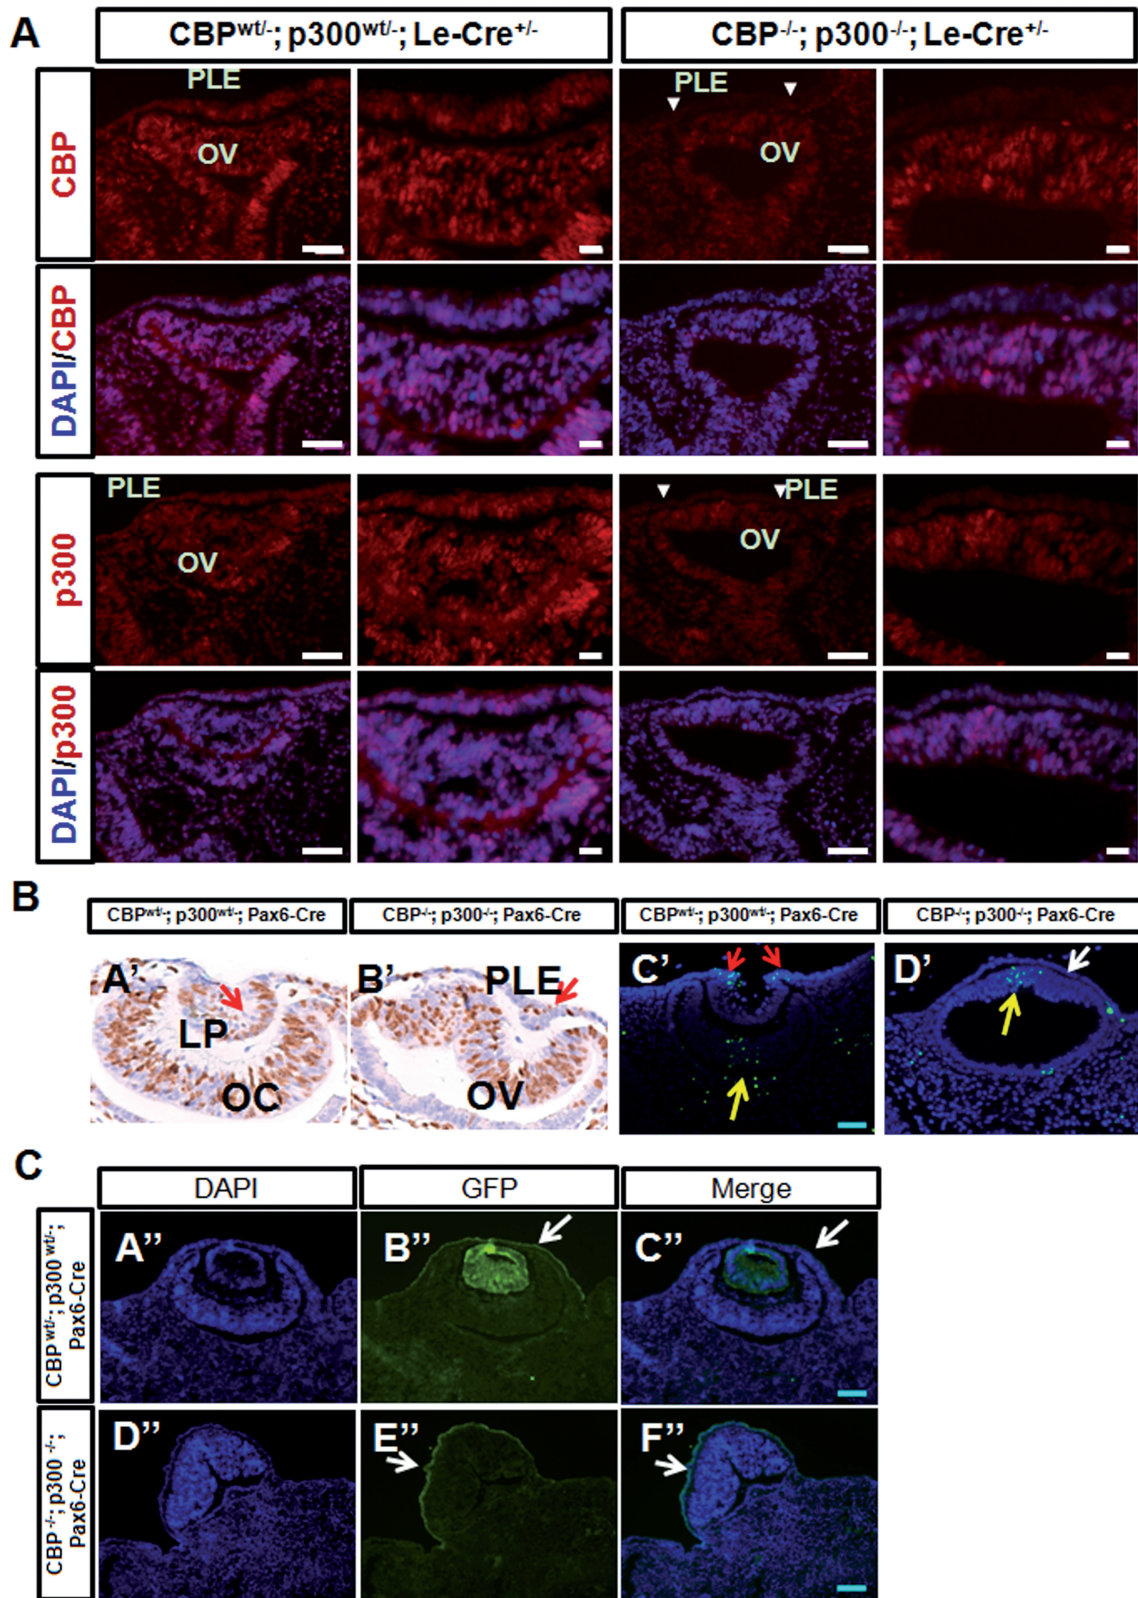 A
CBPwt/-; p300wt/-; Le-Cre+/-
CBP-/-; p300-/-; Le-Cre+/-
CBP
PLE
OV
PLE
OV
DAPI/CBP
p300
PLE
OV
PLE
OV
DAPI/p300
B
CBPwt/-; p300wt/-; Pax6-Cre
CBP-/-; p300-/-; Pax6-Cre
CBPwt/-; p300wt/-; Pax6-Cre
CBP-/-; p300-/-; Pax6-Cre
A’
LP
OC
B’
PLE
OV
C’
D’
C
DAPI
GFP
Merge
CBPwt/-; p300 wt/-;
Pax6-Cre
A’’
B’’
C’’
CBP-/-; p300 -/-;
Pax6-Cre
D’’
E’’
F’’